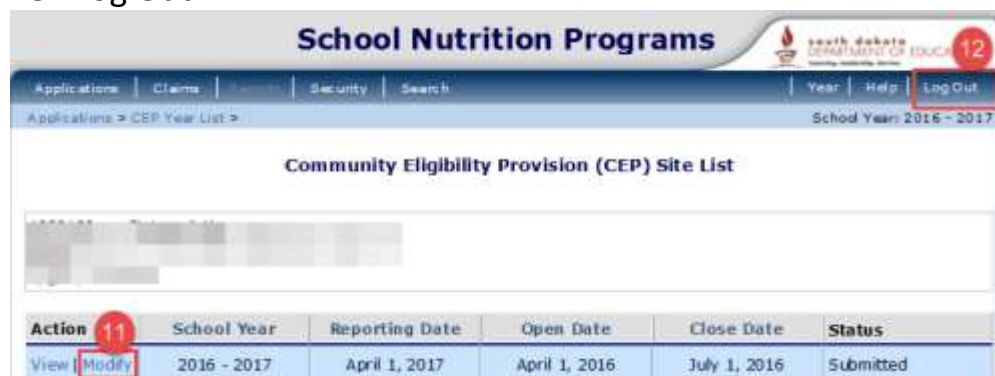 School Nutrition Programs
south dakota
DEPARTMENT OF EDUCA
12
Applications | Claims | | Security | Search | Year | Help | Log Out
Applications > CEP Year List > School Year: 2016 - 2017
Community Eligibility Provision (CEP) Site List
Action 11 School Year Reporting Date Open Date Close Date Status
View | Modify 2016 - 2017 April 1, 2017 April 1, 2016 July 1, 2016 Submitted